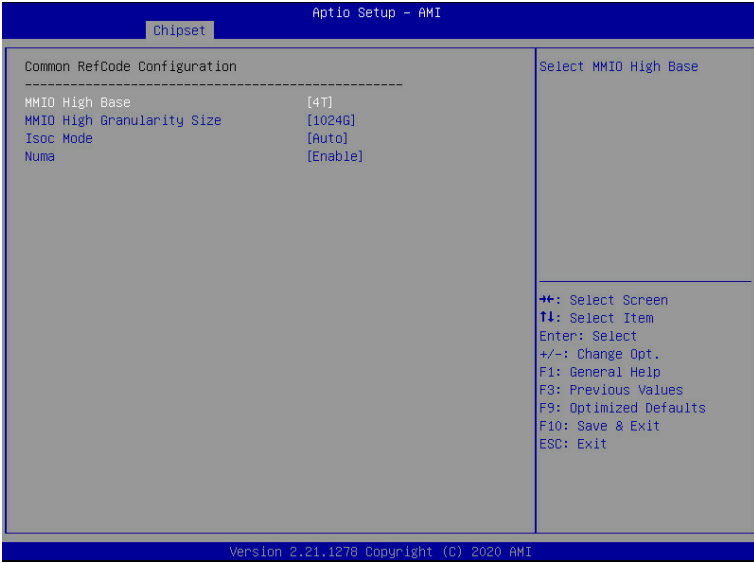 Aptio Setup – AMI
Chipset
Common RefCode Configuration
------------------------------------------------
MMIO High Base [4T]
MMIO High Granularity Size [1024G]
Isoc Mode [Auto]
Numa [Enable]
Select MMIO High Base
→←: Select Screen
↑↓: Select Item
Enter: Select
+/-: Change Opt.
F1: General Help
F3: Previous Values
F9: Optimized Defaults
F10: Save & Exit
ESC: Exit
Version 2.21.1278 Copyright (C) 2020 AMI